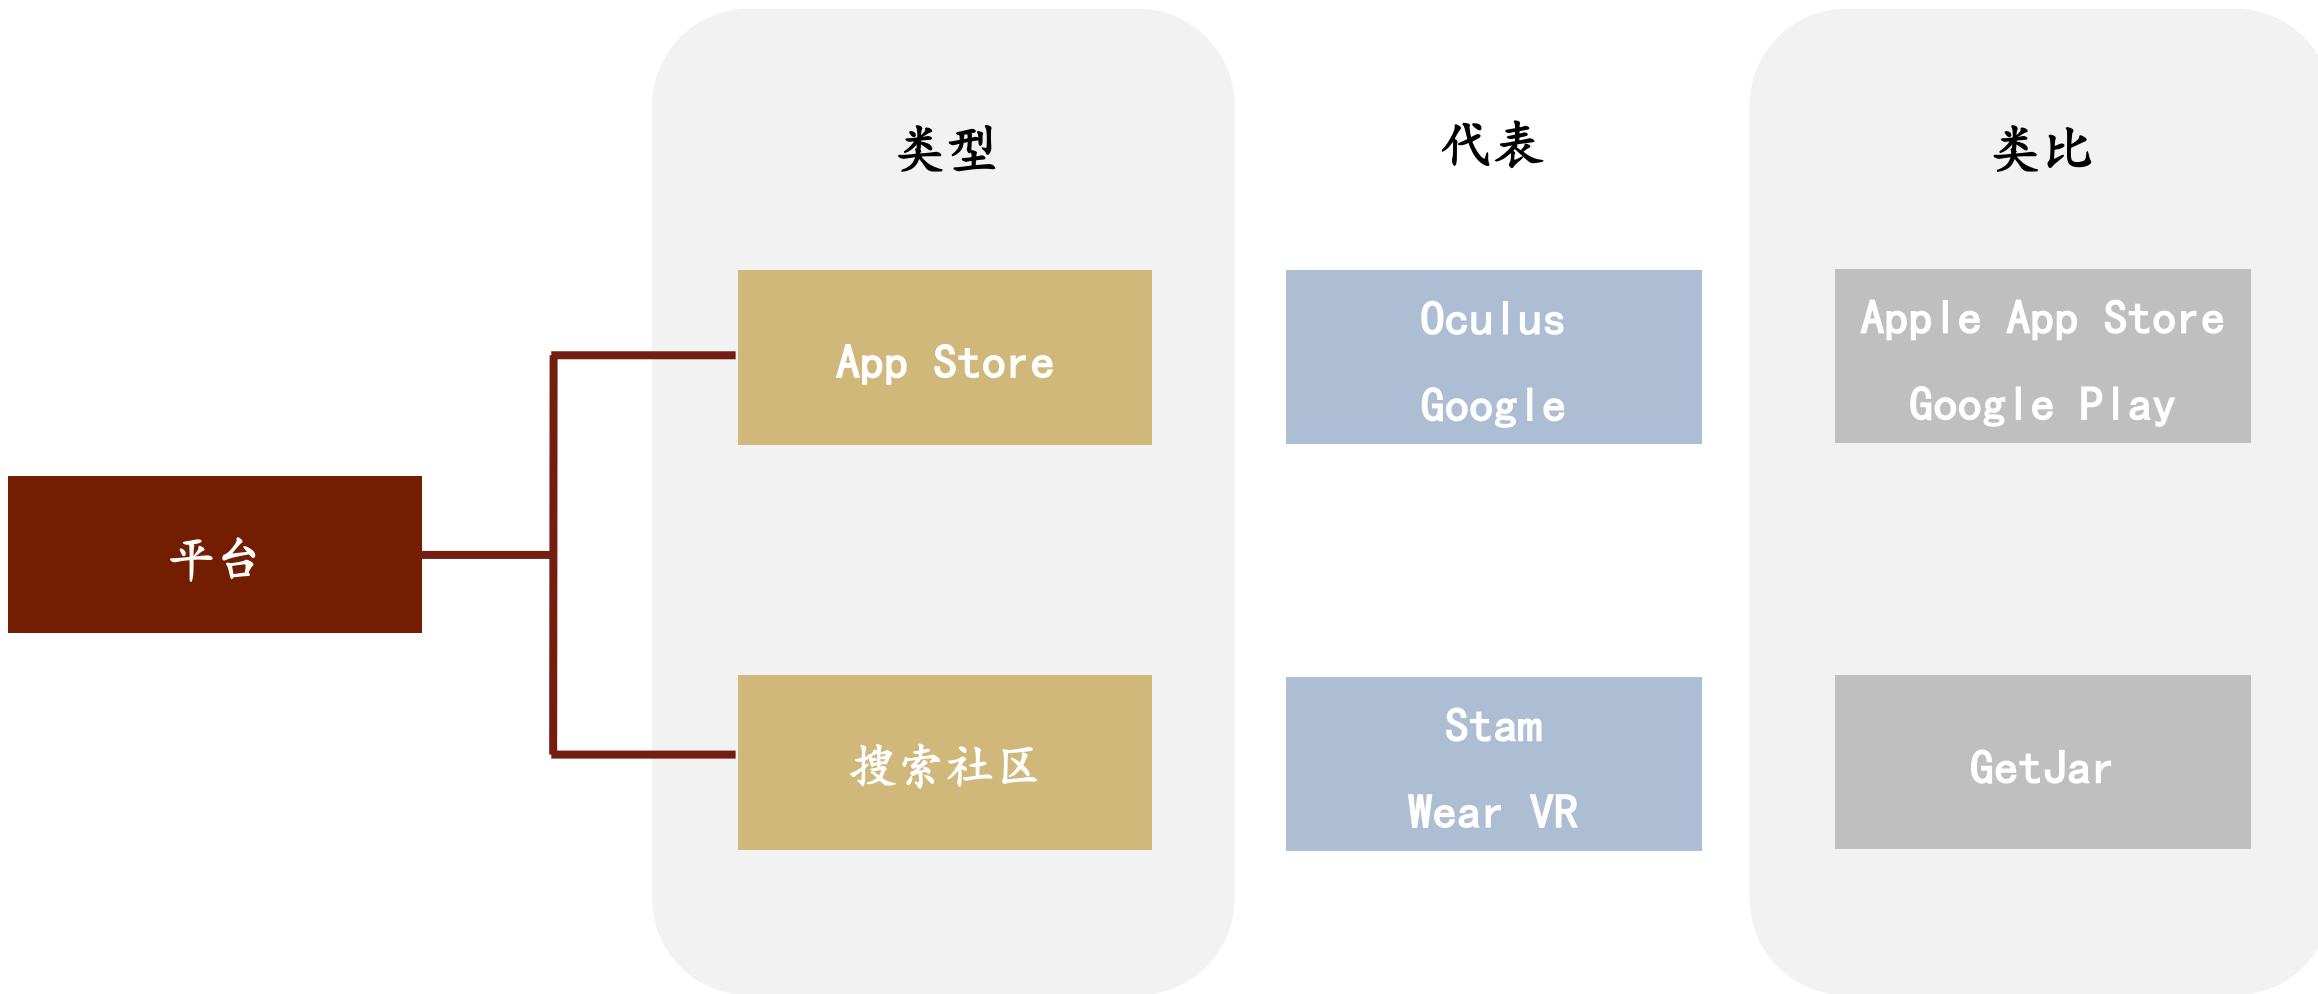 类型
代表
类比
App Store
Oculus
Google
Apple App Store
Google Play
平台
搜索社区
Stam
Wear VR
GetJar